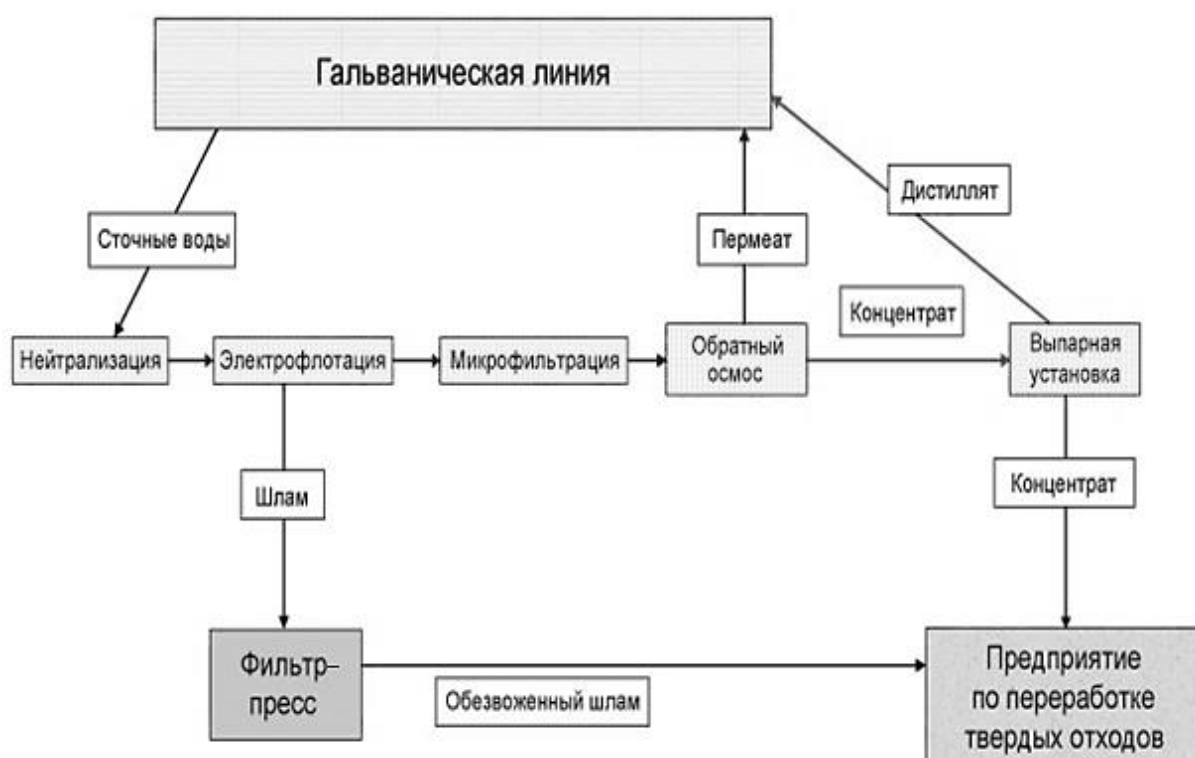 Гальваническая линия
Дистиллят
Сточные воды
Пермеат
Концентрат
Нейтрализация
Электрофлотация
Микрофильтрация
Обратный
осмос
Выпарная
установка
Шлам
Концентрат
Фильтр–
пресс
Обезвоженный шлам
Предприятие
по переработке
твердых отходов